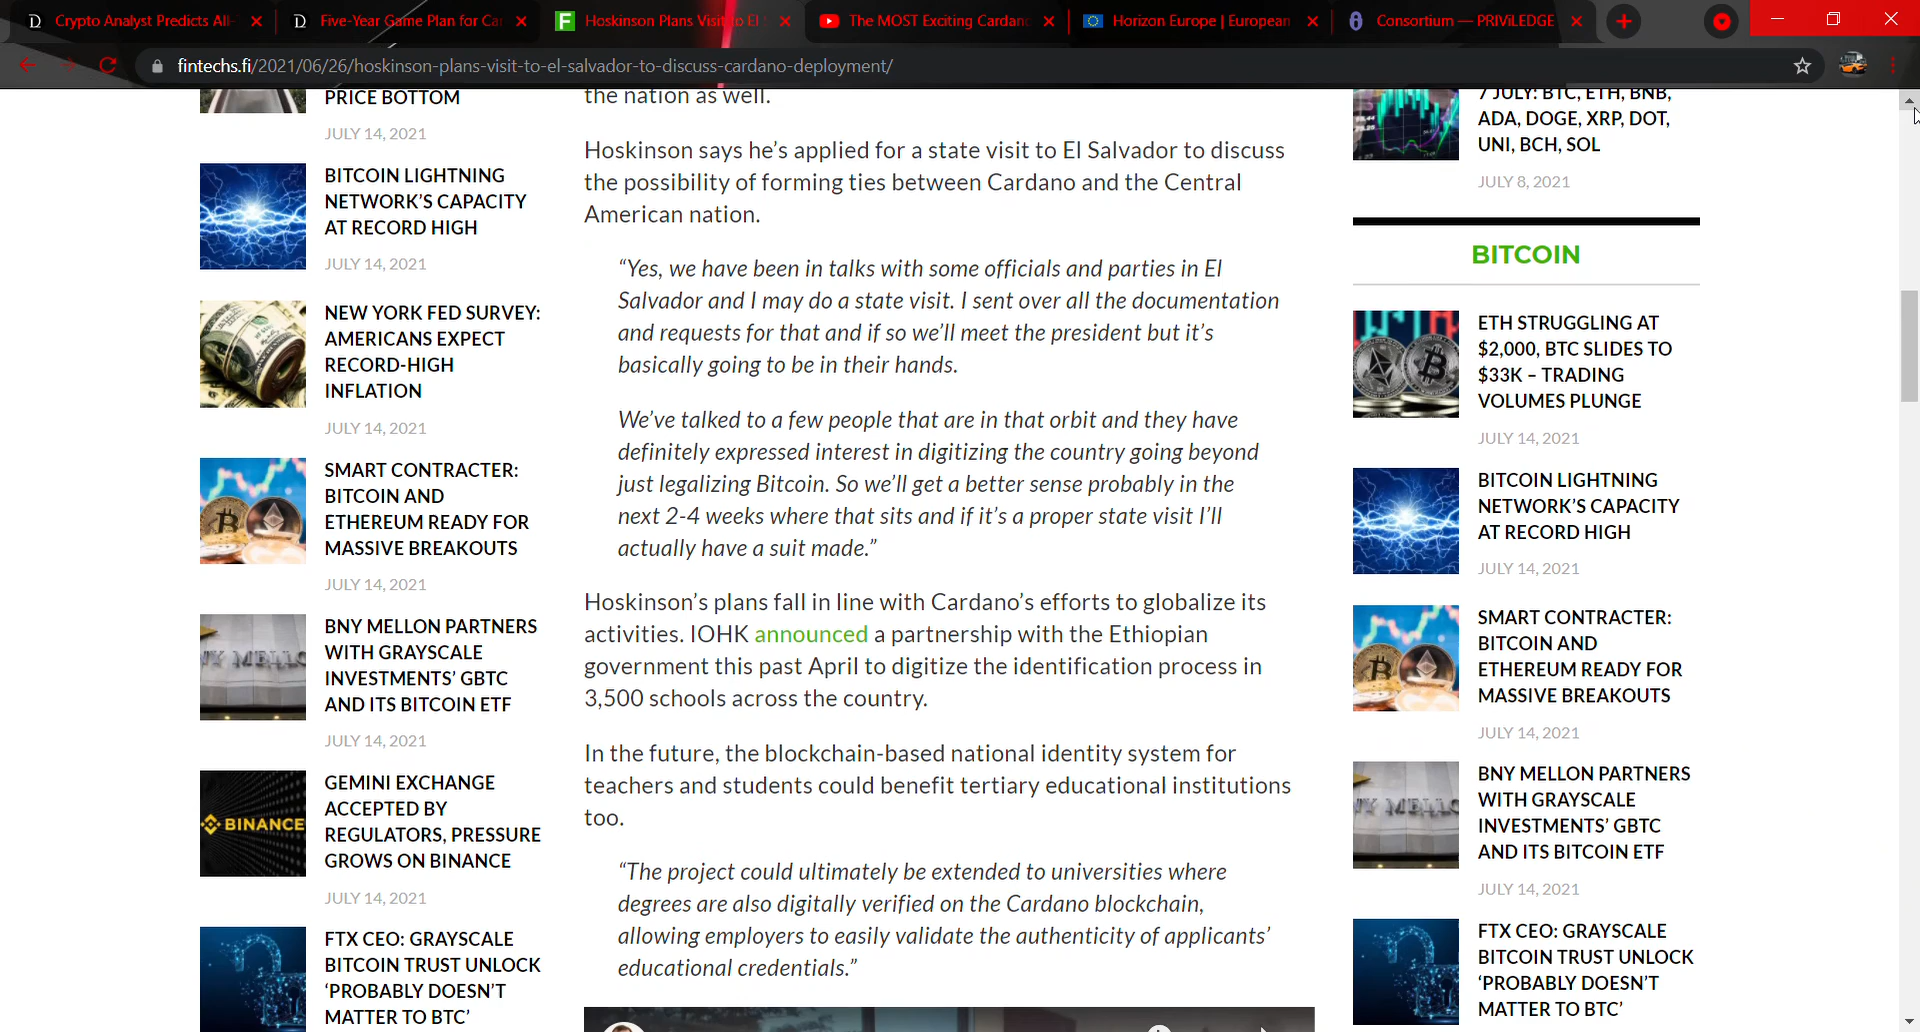 Crypto Analyst Predicts All-
Five-Year Game Plan for Car
Hoskinson Plans Visit to El
The MOST Exciting Cardano
Horizon Europe | European
Consortium — PRIViLEDGE
fintechs.fi/2021/06/26/hoskinson-plans-visit-to-el-salvador-to-discuss-cardano-deployment/
PRICE BOTTOM
JULY 14, 2021
BITCOIN LIGHTNING
NETWORK'S CAPACITY
AT RECORD HIGH
JULY 14, 2021
NEW YORK FED SURVEY:
AMERICANS EXPECT
RECORD-HIGH
INFLATION
JULY 14, 2021
SMART CONTRACTER:
BITCOIN AND
ETHEREUM READY FOR
MASSIVE BREAKOUTS
JULY 14, 2021
BNY MELLON PARTNERS
WITH GRAYSCALE
INVESTMENTS' GBTC
AND ITS BITCOIN ETF
JULY 14, 2021
BINANCE
GEMINI EXCHANGE
ACCEPTED BY
REGULATORS, PRESSURE
GROWS ON BINANCE
JULY 14, 2021
FTX CEO: GRAYSCALE
BITCOIN TRUST UNLOCK
‘PROBABLY DOESN'T
MATTER TO BTC’
the nation as well.
Hoskinson says he’s applied for a state visit to El Salvador to discuss
the possibility of forming ties between Cardano and the Central
American nation.
“Yes, we have been in talks with some officials and parties in El
Salvador and I may do a state visit. I sent over all the documentation
and requests for that and if so we’ll meet the president but it’s
basically going to be in their hands.
We’ve talked to a few people that are in that orbit and they have
definitely expressed interest in digitizing the country going beyond
just legalizing Bitcoin. So we’ll get a better sense probably in the
next 2-4 weeks where that sits and if it’s a proper state visit I’ll
actually have a suit made.”
Hoskinson’s plans fall in line with Cardano’s efforts to globalize its
activities. IOHK announced a partnership with the Ethiopian
government this past April to digitize the identification process in
3,500 schools across the country.
In the future, the blockchain-based national identity system for
teachers and students could benefit tertiary educational institutions
too.
“The project could ultimately be extended to universities where
degrees are also digitally verified on the Cardano blockchain,
allowing employers to easily validate the authenticity of applicants’
educational credentials.”
7 JULY: BTC, ETH, BNB,
ADA, DOGE, XRP, DOT,
UNI, BCH, SOL
JULY 8, 2021
BITCOIN
ETH STRUGGLING AT
$2,000, BTC SLIDES TO
$33K – TRADING
VOLUMES PLUNGE
JULY 14, 2021
BITCOIN LIGHTNING
NETWORK'S CAPACITY
AT RECORD HIGH
JULY 14, 2021
SMART CONTRACTER:
BITCOIN AND
ETHEREUM READY FOR
MASSIVE BREAKOUTS
JULY 14, 2021
BNY MELLON PARTNERS
WITH GRAYSCALE
INVESTMENTS' GBTC
AND ITS BITCOIN ETF
JULY 14, 2021
FTX CEO: GRAYSCALE
BITCOIN TRUST UNLOCK
‘PROBABLY DOESN'T
MATTER TO BTC’